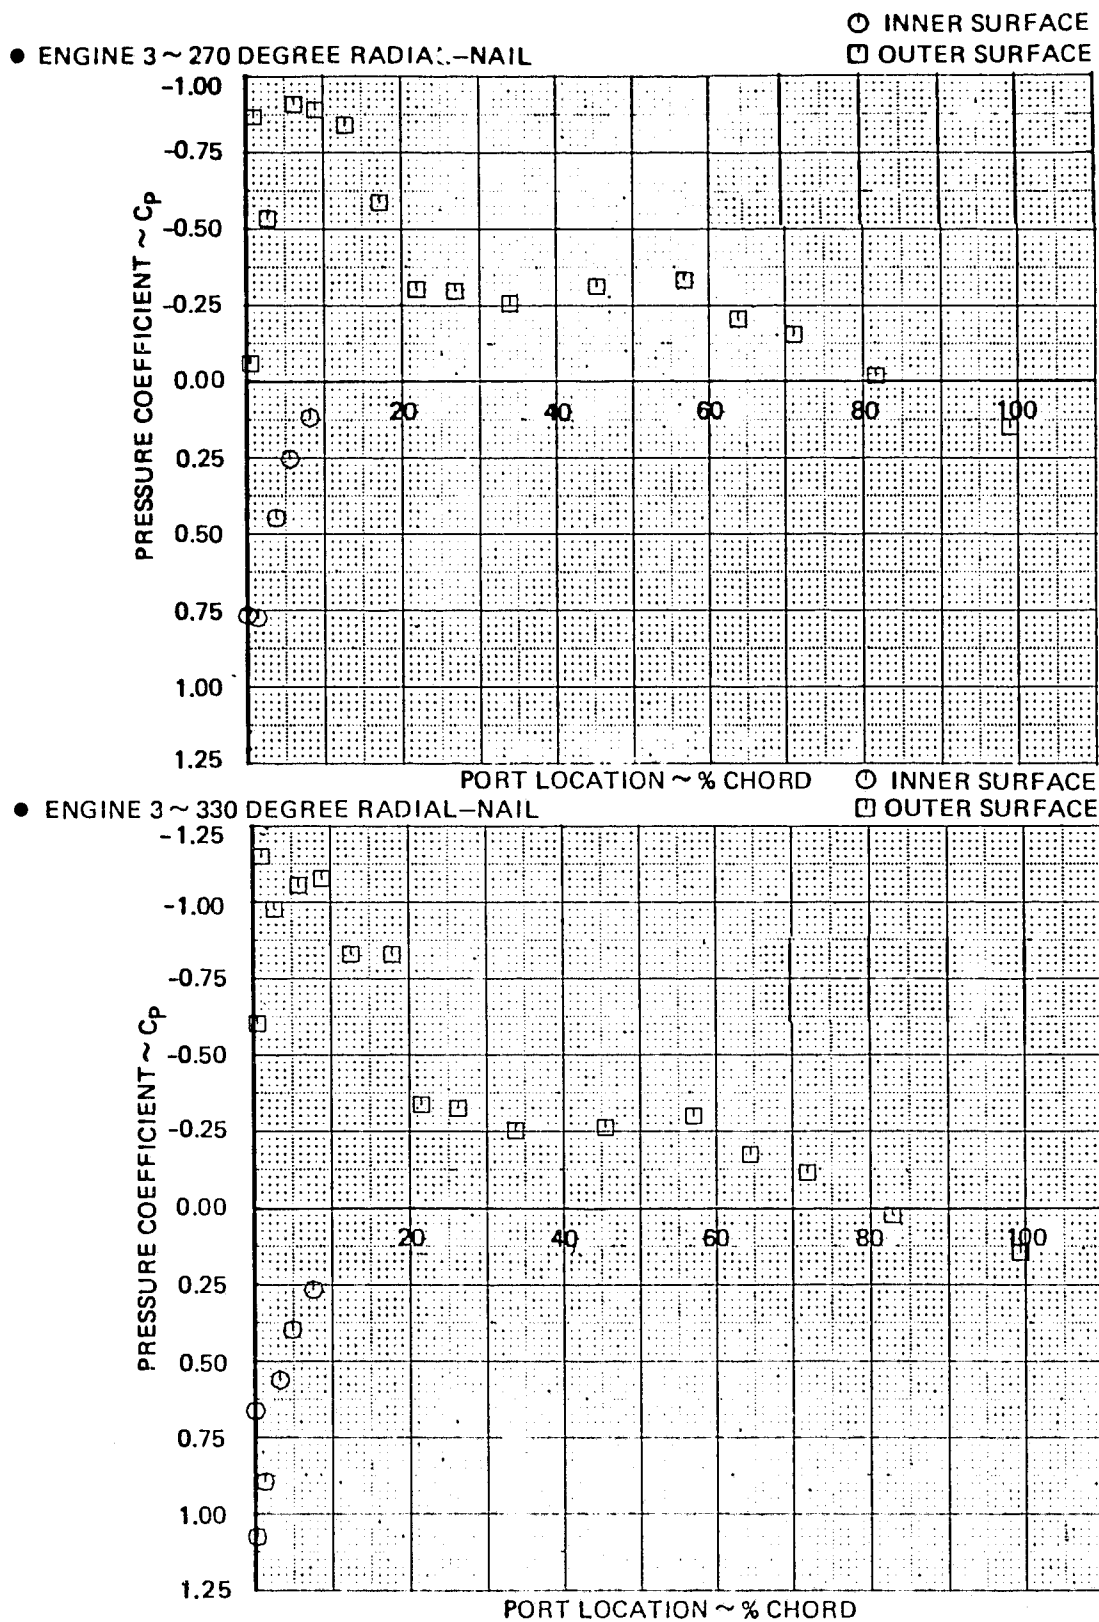 INNER SURFACE
● ENGINE 3 ~ 270 DEGREE RADIAL-NAIL
OUTER SURFACE
-1.00
-0.75
-0.50
-0.25
0.00
20 40 60 80 100
0.25
0.50
0.75
1.00
1.25
PRESSURE COEFFICIENT ~ Cp
PORT LOCATION ~ % CHORD
INNER SURFACE
● ENGINE 3 ~ 330 DEGREE RADIAL-NAIL
OUTER SURFACE
-1.25
-1.00
-0.75
-0.50
-0.25
0.00
20 40 60 80 100
0.25
0.50
0.75
1.00
1.25
PRESSURE COEFFICIENT ~ Cp
PORT LOCATION ~ % CHORD